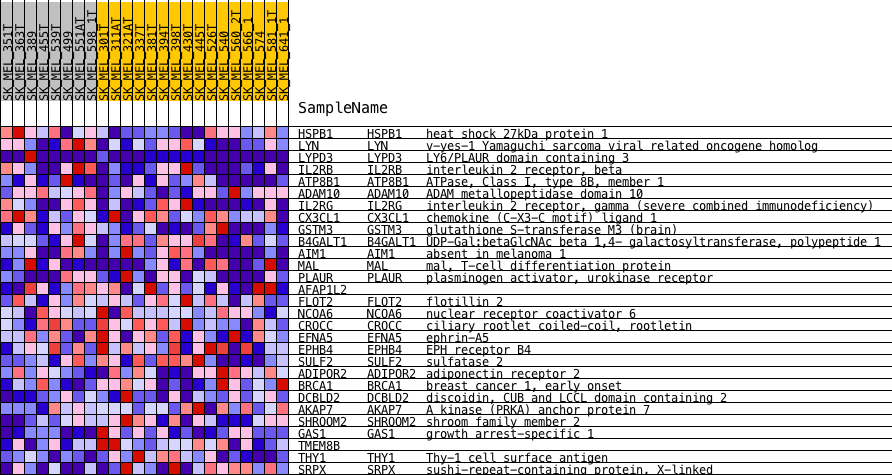 SK_MEL_351T
SK_MEL_363T
SK_MEL_389
SK_MEL_455T
SK_MEL_539T
SK_MEL_499
SK_MEL_551AT
SK_MEL_598_1T
SK_MEL_301T
SK_MEL_311AT
SK_MEL_321AT
SK_MEL_337T
SK_MEL_381T
SK_MEL_394T
SK_MEL_398T
SK_MEL_430T
SK_MEL_445T
SK_MEL_526T
SK_MEL_540
SK_MEL_560_2T
SK_MEL_566_1
SK_MEL_574
SK_MEL_581_1T
SK_MEL_641_1
SampleName
HSPB1 HSPB1 heat shock 27kDa protein 1
LYN LYN v-yes-1 Yamaguchi sarcoma viral related oncogene homolog
LYPD3 LYPD3 LY6/PLAUR domain containing 3
IL2RB IL2RB interleukin 2 receptor, beta
ATP8B1 ATP8B1 ATPase, Class I, type 8B, member 1
ADAM10 ADAM10 ADAM metallopeptidase domain 10
IL2RG IL2RG interleukin 2 receptor, gamma (severe combined immunodeficiency)
CX3CL1 CX3CL1 chemokine (C-X3-C motif) ligand 1
GSTM3 GSTM3 glutathione S-transferase M3 (brain)
B4GALT1 B4GALT1 UDP-Gal:betaGlcNAc beta 1,4- galactosyltransferase, polypeptide 1
AIM1 AIM1 absent in melanoma 1
MAL MAL mal, T-cell differentiation protein
PLAUR PLAUR plasminogen activator, urokinase receptor
AFAP1L2
FLOT2 FLOT2 flotillin 2
NCOA6 NCOA6 nuclear receptor coactivator 6
CROCC CROCC ciliary rootlet coiled-coil, rootletin
EFNA5 EFNA5 ephrin-A5
EPHB4 EPHB4 EPH receptor B4
SULF2 SULF2 sulfatase 2
ADIPOR2 ADIPOR2 adiponectin receptor 2
BRCA1 BRCA1 breast cancer 1, early onset
DCBLD2 DCBLD2 discoidin, CUB and LCCL domain containing 2
AKAP7 AKAP7 A kinase (PRKA) anchor protein 7
SHROOM2 SHROOM2 shroom family member 2
GAS1 GAS1 growth arrest-specific 1
TMEM8B
THY1 THY1 Thy-1 cell surface antigen
SRPX SRPX sushi-repeat-containing protein, X-linked